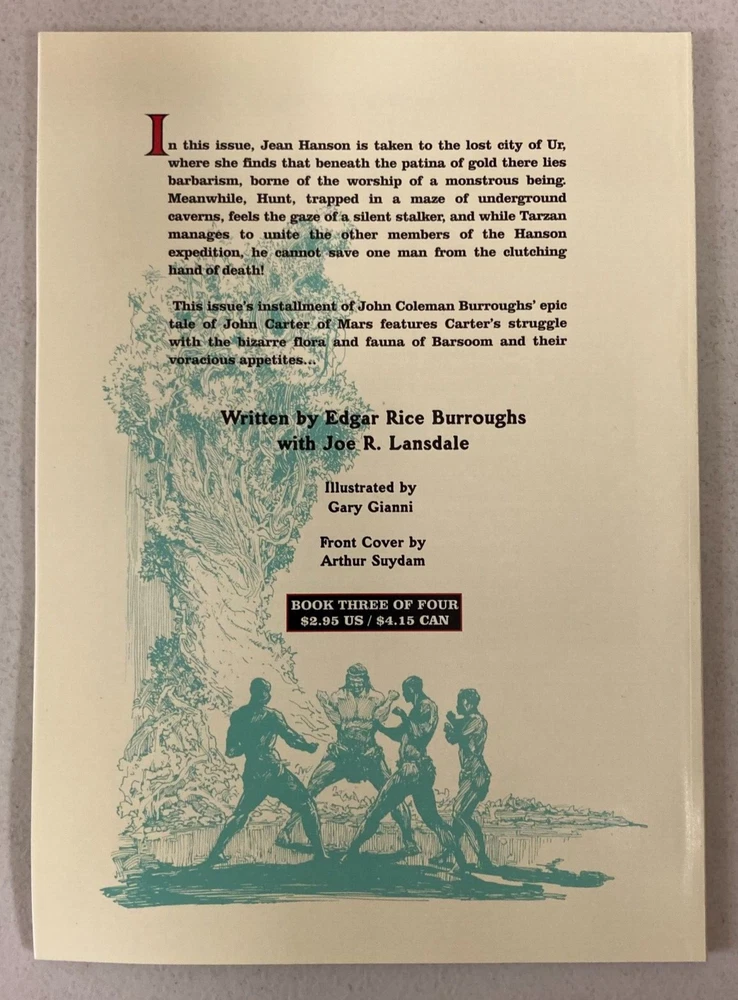 In this issue, Jean Hanson is taken to the lost city of Ur,
where she finds that beneath the patina of gold there lies
barbarism, borne of the worship of a monstrous being.
Meanwhile, Hunt, trapped in a maze of underground
caverns, feels the gaze of a silent stalker, and while Tarzan
manages to unite the other members of the Hanson
expedition, he cannot save one man from the clutching
hand of death!
This issue's installment of John Coleman Burroughs' epic
tale of John Carter of Mars features Carter's struggle
with the bizarre flora and fauna of Barsoom and their
voracious appetites...
Written by Edgar Rice Burroughs
with Joe R. Lansdale
Illustrated by
Gary Gianni
Front Cover by
Arthur Suydam
BOOK THREE OF FOUR
$2.95 US / $4.15 CAN